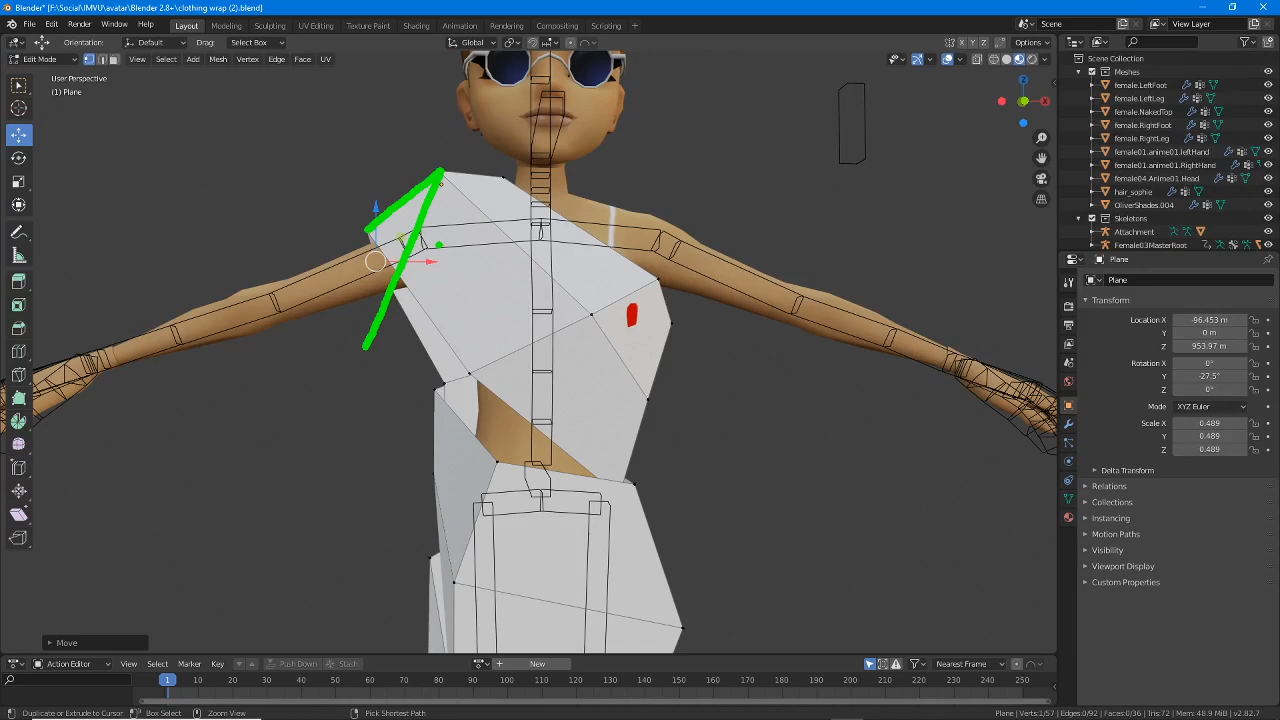 Blender* [F:\Social\IMVU\avatar\Blender 2.8+\clothing wrap (2).blend]
File Edit Render Window Help Layout Modeling Sculpting UV Editing Texture Paint Shading Animation Rendering Compositing Scripting + Scene View Layer
Orientation: Default Drag: Select Box Global X Y Z Options
Edit Mode View Select Add Mesh Vertex Edge Face UV
User Perspective
(1) Plane
Z
X
Move
Scene Collection
Meshes
female.LeftFoot
female.LeftLeg
female.NakedTop
female.RightFoot
female.RightLeg
female01.anime01.leftHand
female01.anime01.RightHand
female04.Anime01.Head
hair_sophie
OliverShades.004
Skeletons
Attachment
Female03MasterRoot
Plane
Plane
Transform
Location X -96.453 m
Y 0 m
Z 953.97 m
Rotation X 0°
Y -27.5°
Z 0°
Mode XYZ Euler
Scale X 0.489
Y 0.489
Z 0.489
Delta Transform
Relations
Collections
Instancing
Motion Paths
Visibility
Viewport Display
Custom Properties
Action Editor View Select Marker Key Push Down Stash + New Nearest Frame
1 10 20 30 40 50 60 70 80 90 100 110 120 130 140 150 160 170 180 190 200 210 220 230 240 250
Duplicate or Extrude to Cursor Box Select Zoom View Pick Shortest Path Plane | Verts:1/57 | Edges:0/92 | Faces:0/36 | Tris:72 | Mem: 48.9 MiB | v2.82.7